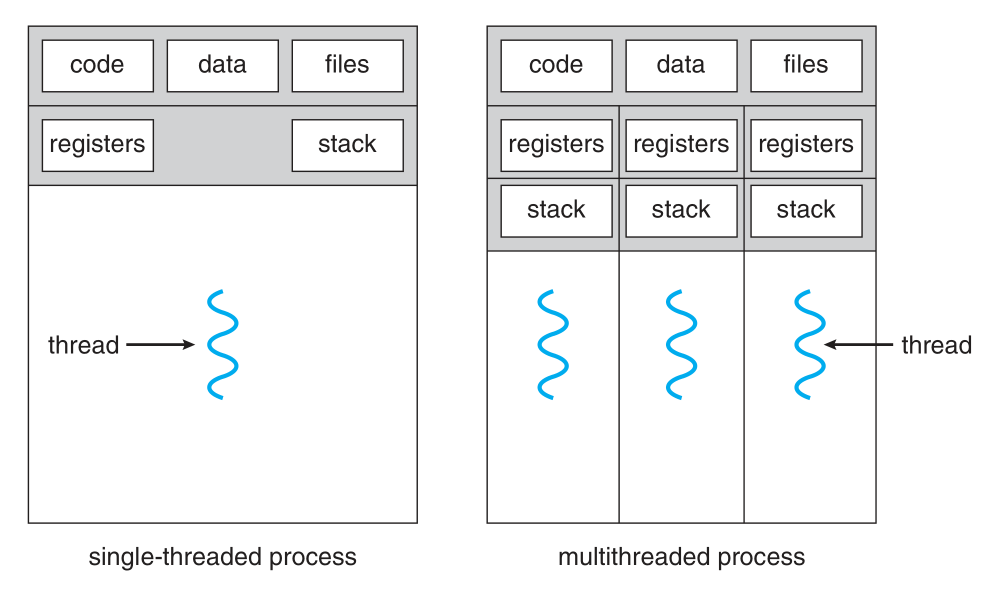 code data files
registers stack
thread
single-threaded process
code data files
registers registers registers
stack stack stack
thread
multithreaded process